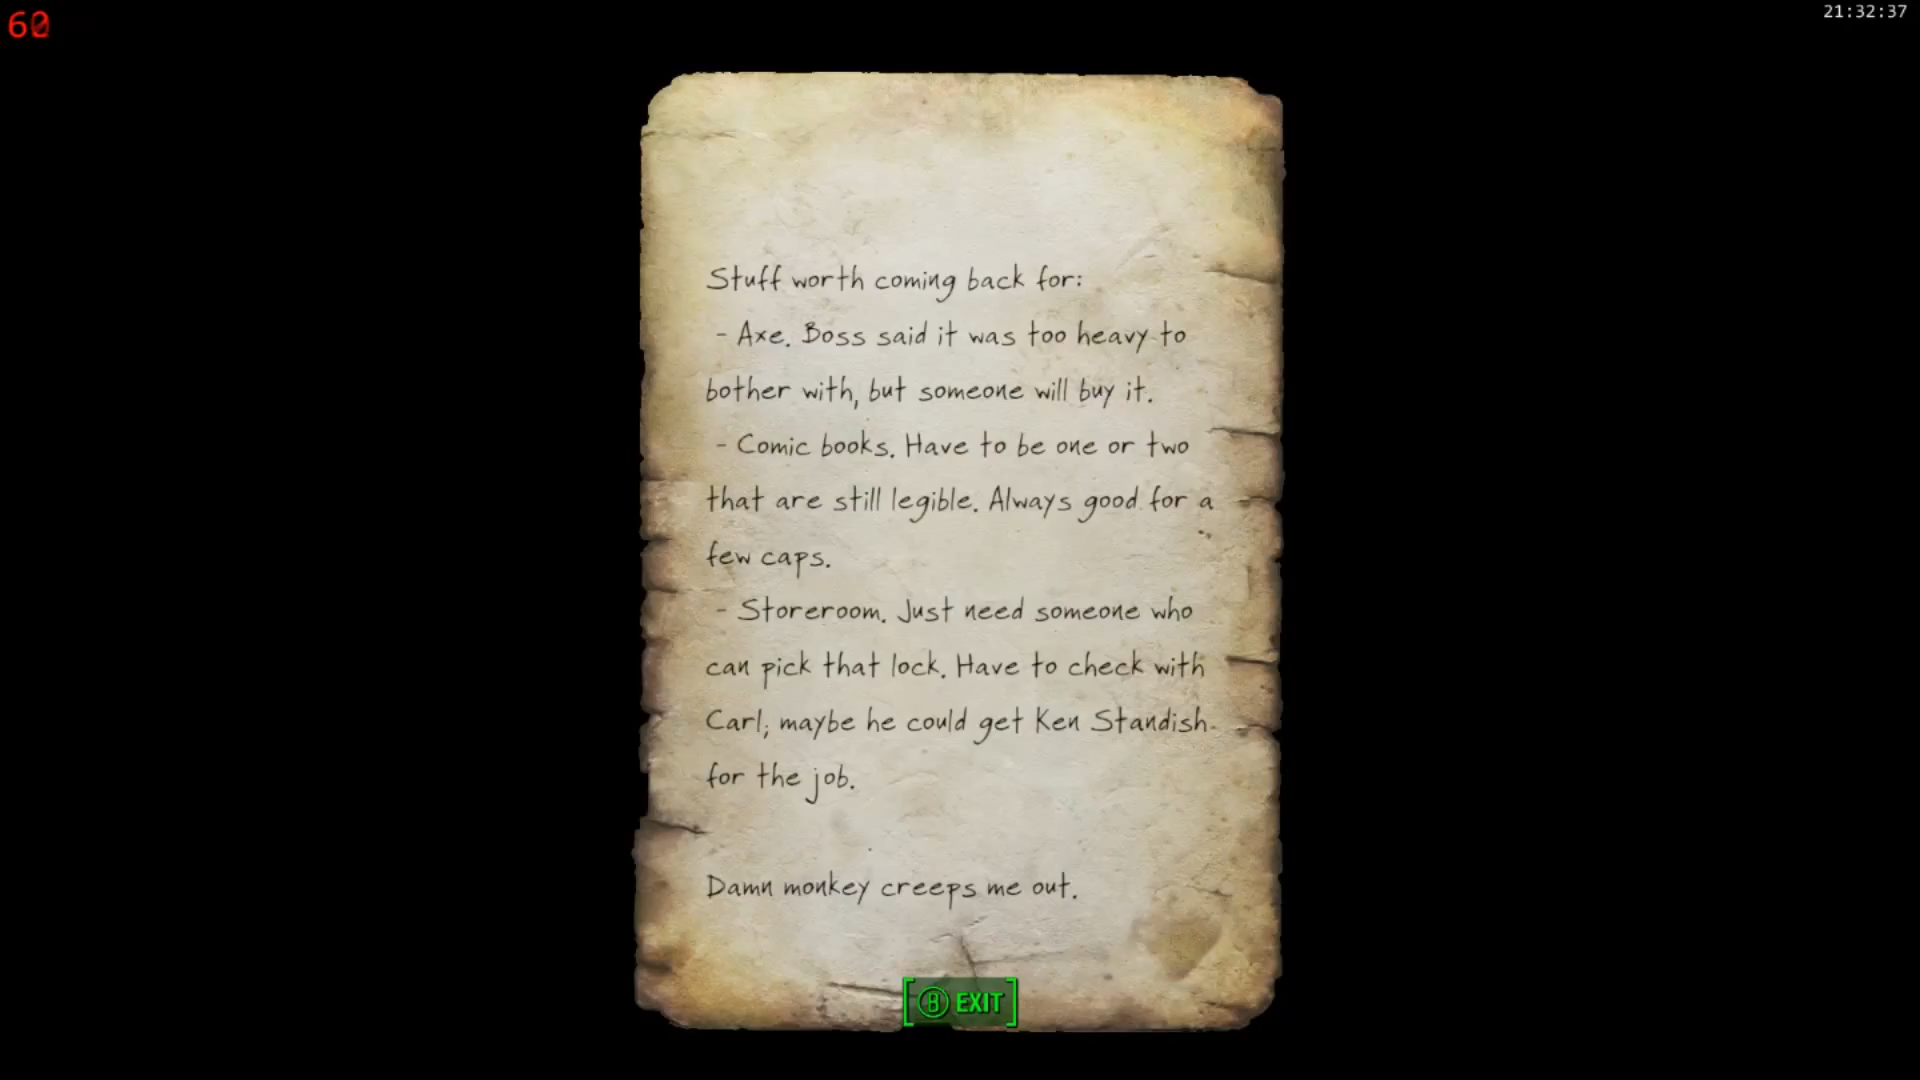 60
21:32:37
Stuff worth coming back for:
- Axe. Boss said it was too heavy to
bother with, but someone will buy it.
- Comic books. Have to be one or two
that are still legible. Always good for a
few caps.
- Storeroom. Just need someone who
can pick that lock. Have to check with
Carl; maybe he could get Ken Standish
for the job.
Damn monkey creeps me out.
B EXIT